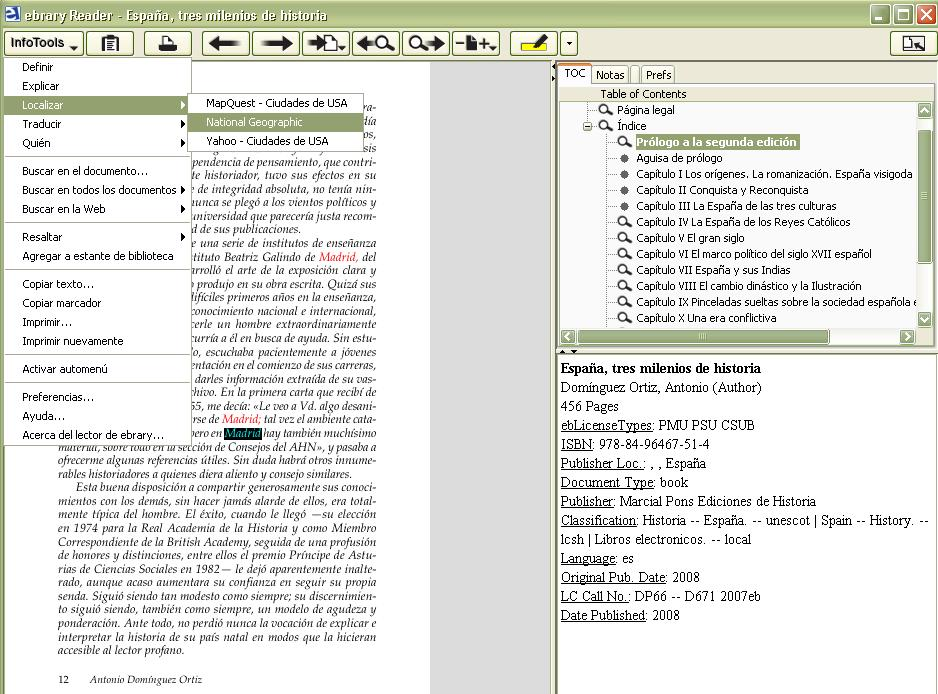 ebrary Reader - España, tres milenios de historia
InfoTools
Definir
Explicar
Localizar
Traducir
Quién
Buscar en el documento...
Buscar en todos los documentos
Buscar en la Web
Resaltar
Agregar a estante de biblioteca
Copiar texto...
Copiar marcador
Imprimir...
Imprimir nuevamente
Activar automenú
Preferencias...
Ayuda...
Acerca del lector de ebrary...
MapQuest - Ciudades de USA
National Geographic
Yahoo - Ciudades de USA
pendencia de pensamiento, que contri-
te historiador, tuvo sus efectos en su
e de integridad absoluta, no tenía nin-
nunca se plegó a los vientos políticos y
universidad que parecería justa recom-
d de sus publicaciones.
e una serie de institutos de enseñanza
tituto Beatriz Galindo de Madrid, del
arrolló el arte de la exposición clara y
o produjo en su obra escrita. Quizá sus
difíciles primeros años en la enseñanza,
conocimiento nacional e internacional,
cerle un hombre extraordinariamente
curría a él en busca de ayuda. Sin estu-
o, escuchaba pacientemente a jóvenes
entación en el comienzo de sus carreras,
darles información extraída de su vas-
chivo. En la primera carta que recibí de
55, me decía: «Le veo a Vd. algo desani-
rse de Madrid; tal vez el ambiente cata-
pero en Madrid hay también muchísimo
material, sobre todo en la sección de Consejos del AHN», y pasaba a
ofrecerme algunas referencias útiles. Sin duda habrá otros innume-
rables historiadores a quienes diera aliento y consejo similares.
Esta buena disposición a compartir generosamente sus conoci-
mientos con los demás, sin hacer jamás alarde de ellos, era total-
mente típica del hombre. El éxito, cuando le llegó —su elección
en 1974 para la Real Academia de la Historia y como Miembro
Correspondiente de la British Academy, seguida de una profusión
de honores y distinciones, entre ellos el premio Príncipe de Astu-
rias de Ciencias Sociales en 1982— le dejó aparentemente inalte-
rado, aunque acaso aumentara su confianza en seguir su propia
senda. Siguió siendo tan modesto como siempre; su discernimien-
to siguió siendo, también como siempre, un modelo de agudeza y
ponderación. Ante todo, no perdió nunca la vocación de explicar e
interpretar la historia de su país natal en modos que la hicieran
accesible al lector profano.
12 Antonio Domínguez Ortiz
TOC Notas Prefs
Table of Contents
Página legal
Índice
Prólogo a la segunda edición
Aguisa de prólogo
Capítulo I Los orígenes. La romanización. España visigoda
Capítulo II Conquista y Reconquista
Capítulo III La España de las tres culturas
Capítulo IV La España de los Reyes Católicos
Capítulo V El gran siglo
Capítulo VI El marco político del siglo XVII español
Capítulo VII España y sus Indias
Capítulo VIII El cambio dinástico y la Ilustración
Capítulo IX Pinceladas sueltas sobre la sociedad española e
Capítulo X Una era conflictiva
España, tres milenios de historia
Domínguez Ortiz, Antonio (Author)
456 Pages
ebLicenseTypes: PMU PSU CSUB
ISBN: 978-84-96467-51-4
Publisher Loc.: , , España
Document Type: book
Publisher: Marcial Pons Ediciones de Historia
Classification: Historia -- España. -- unescot | Spain -- History. --
lcsh | Libros electronicos. -- local
Language: es
Original Pub. Date: 2008
LC Call No.: DP66 -- D671 2007eb
Date Published: 2008